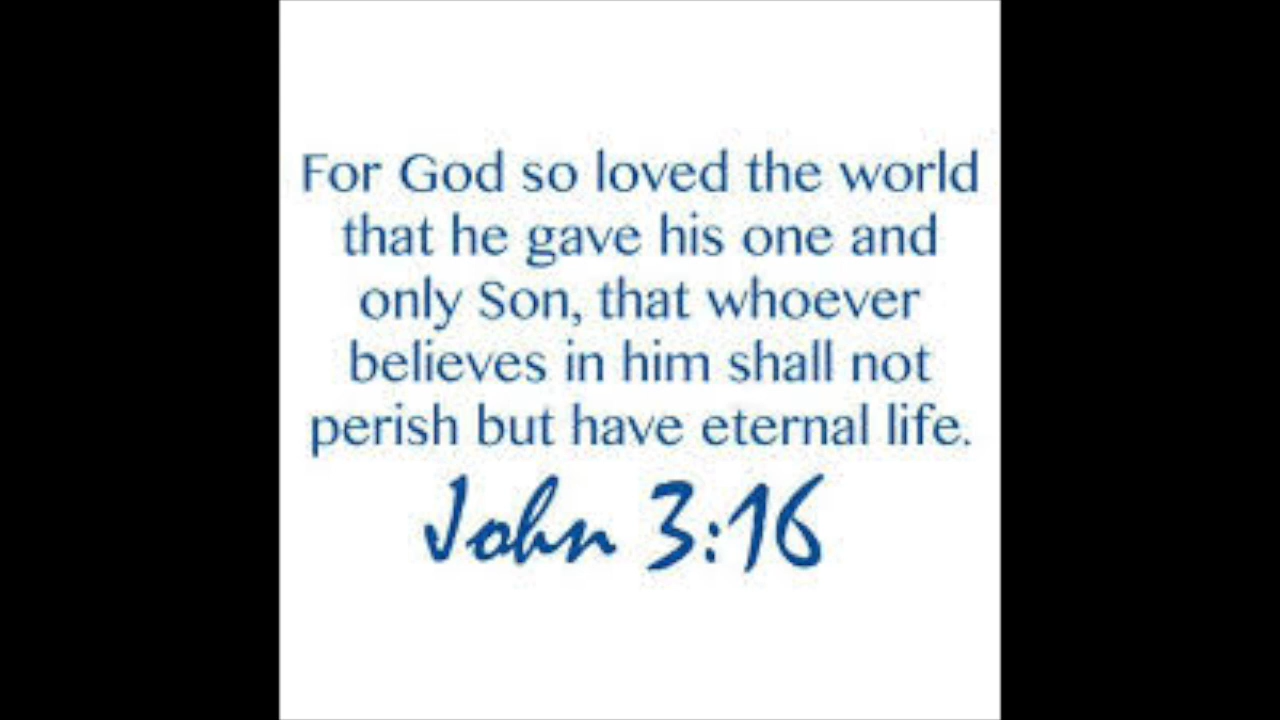 For God so loved the world
that he gave his one and
only Son, that whoever
believes in him shall not
perish but have eternal life.
John 3:16